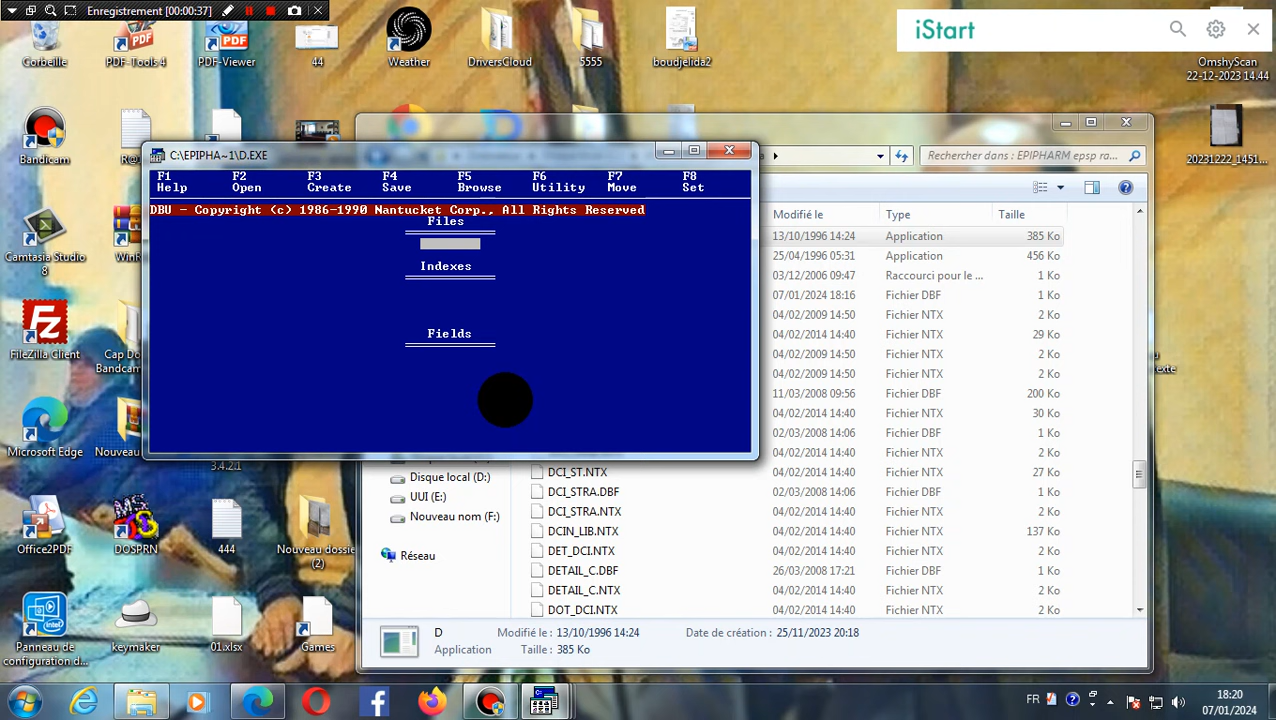 Enregistrement [00:00:37]
iStart
Corbeille
PDF-Tools 4
PDF-Viewer
44
Weather
DriversCloud
5555
boudjelida2
OmshyScan
22-12-2023 14.44
Bandicam
R@
20231222_1451...
C:\EPIPHA~1\D.EXE
Rechercher dans : EPIPHARM epsp ra...
F1 F2 F3 F4 F5 F6 F7 F8
Help Open Create Save Browse Utility Move Set
DBU - Copyright (c) 1986-1990 Nantucket Corp., All Rights Reserved
Files
Indexes
Fields
Modifié le Type Taille
13/10/1996 14:24 Application 385 Ko
25/04/1996 05:31 Application 456 Ko
03/12/2006 09:47 Raccourci pour le ... 1 Ko
07/01/2024 18:16 Fichier DBF 1 Ko
04/02/2009 14:50 Fichier NTX 2 Ko
04/02/2014 14:40 Fichier NTX 29 Ko
04/02/2009 14:50 Fichier NTX 2 Ko
04/02/2009 14:50 Fichier NTX 2 Ko
11/03/2008 09:56 Fichier DBF 200 Ko
04/02/2014 14:40 Fichier NTX 30 Ko
02/03/2008 14:06 Fichier DBF 1 Ko
04/02/2014 14:40 Fichier NTX 2 Ko
DCI_ST.NTX 04/02/2014 14:40 Fichier NTX 27 Ko
DCI_STRA.DBF 02/03/2008 14:06 Fichier DBF 1 Ko
DCI_STRA.NTX 04/02/2014 14:40 Fichier NTX 2 Ko
DCIN_LIB.NTX 04/02/2014 14:40 Fichier NTX 137 Ko
DET_DCI.NTX 04/02/2014 14:40 Fichier NTX 2 Ko
DETAIL_C.DBF 26/03/2008 17:21 Fichier DBF 1 Ko
DETAIL_C.NTX 04/02/2014 14:40 Fichier NTX 2 Ko
DOT_DCI.NTX 04/02/2014 14:40 Fichier NTX 2 Ko
Disque local (D:)
UUI (E:)
Nouveau nom (F:)
Réseau
D Modifié le : 13/10/1996 14:24 Date de création : 25/11/2023 20:18
Application Taille : 385 Ko
Camtasia Studio
8
WinR
FileZilla Client
Cap Do
Bandcam
Microsoft Edge
Nouveau
3.4.2.1
Office2PDF
DOSPRN
444
Nouveau dossier
(2)
Panneau de
configuration d...
keymaker
01.xlsx
Games
FR
18:20
07/01/2024